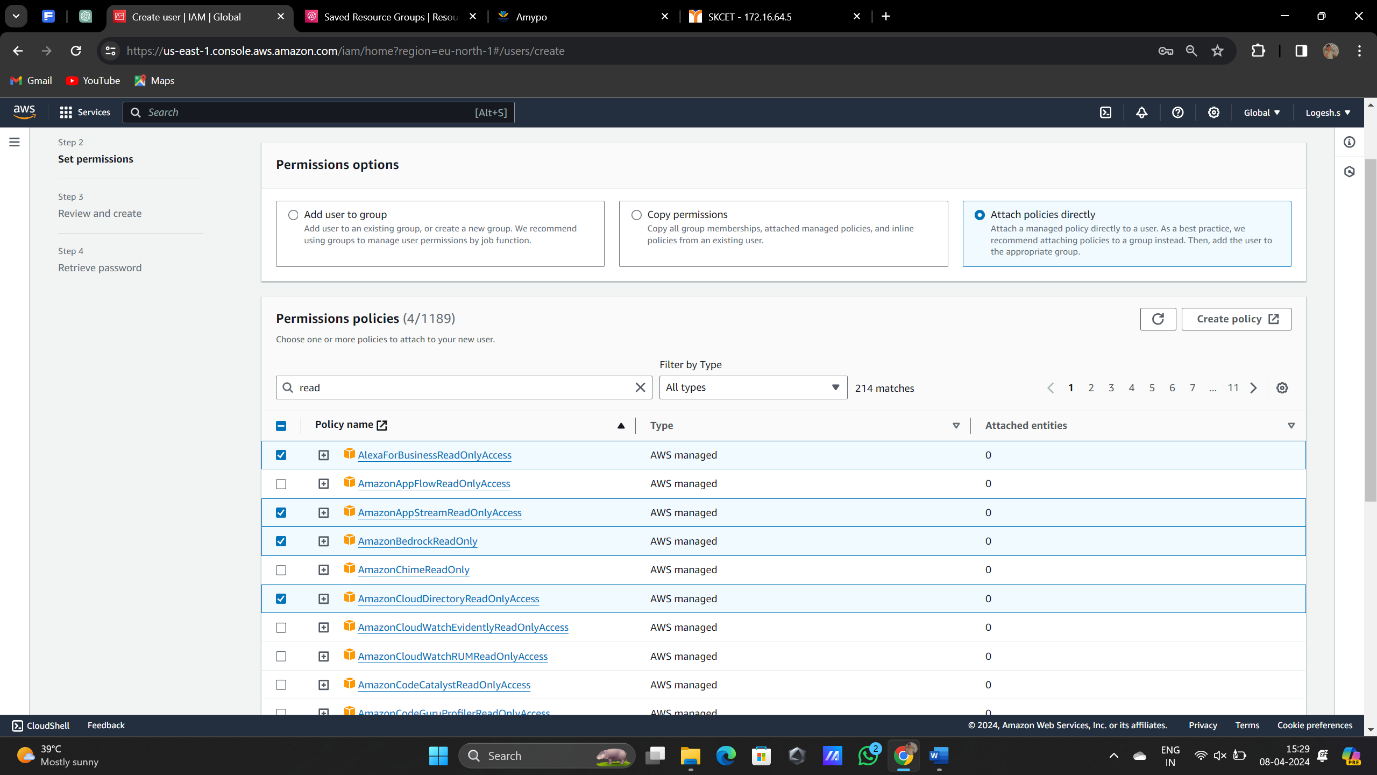 Create user | IAM | Global
Saved Resource Groups | Resou
Amypo
SKCET - 172.16.64.5
https://us-east-1.console.aws.amazon.com/iam/home?region=eu-north-1#/users/create
Gmail YouTube Maps
aws Services Search [Alt+S] Global Logesh.s
Step 2
Set permissions
Step 3
Review and create
Step 4
Retrieve password
Permissions options
Add user to group
Add user to an existing group, or create a new group. We recommend
using groups to manage user permissions by job function.
Copy permissions
Copy all group memberships, attached managed policies, and inline
policies from an existing user.
Attach policies directly
Attach a managed policy directly to a user. As a best practice, we
recommend attaching policies to a group instead. Then, add the user to
the appropriate group.
Permissions policies (4/1189)
Choose one or more policies to attach to your new user.
Create policy
Filter by Type
read All types 214 matches 1 2 3 4 5 6 7 ... 11
Policy name Type Attached entities
AlexaForBusinessReadOnlyAccess AWS managed 0
AmazonAppFlowReadOnlyAccess AWS managed 0
AmazonAppStreamReadOnlyAccess AWS managed 0
AmazonBedrockReadOnly AWS managed 0
AmazonChimeReadOnly AWS managed 0
AmazonCloudDirectoryReadOnlyAccess AWS managed 0
AmazonCloudWatchEvidentlyReadOnlyAccess AWS managed 0
AmazonCloudWatchRUMReadOnlyAccess AWS managed 0
AmazonCodeCatalystReadOnlyAccess AWS managed 0
AmazonCodeGuruProfilerReadOnlyAccess AWS managed 0
CloudShell Feedback © 2024, Amazon Web Services, Inc. or its affiliates. Privacy Terms Cookie preferences
39°C
Mostly sunny
Search
2
ENG
IN
15:29
08-04-2024